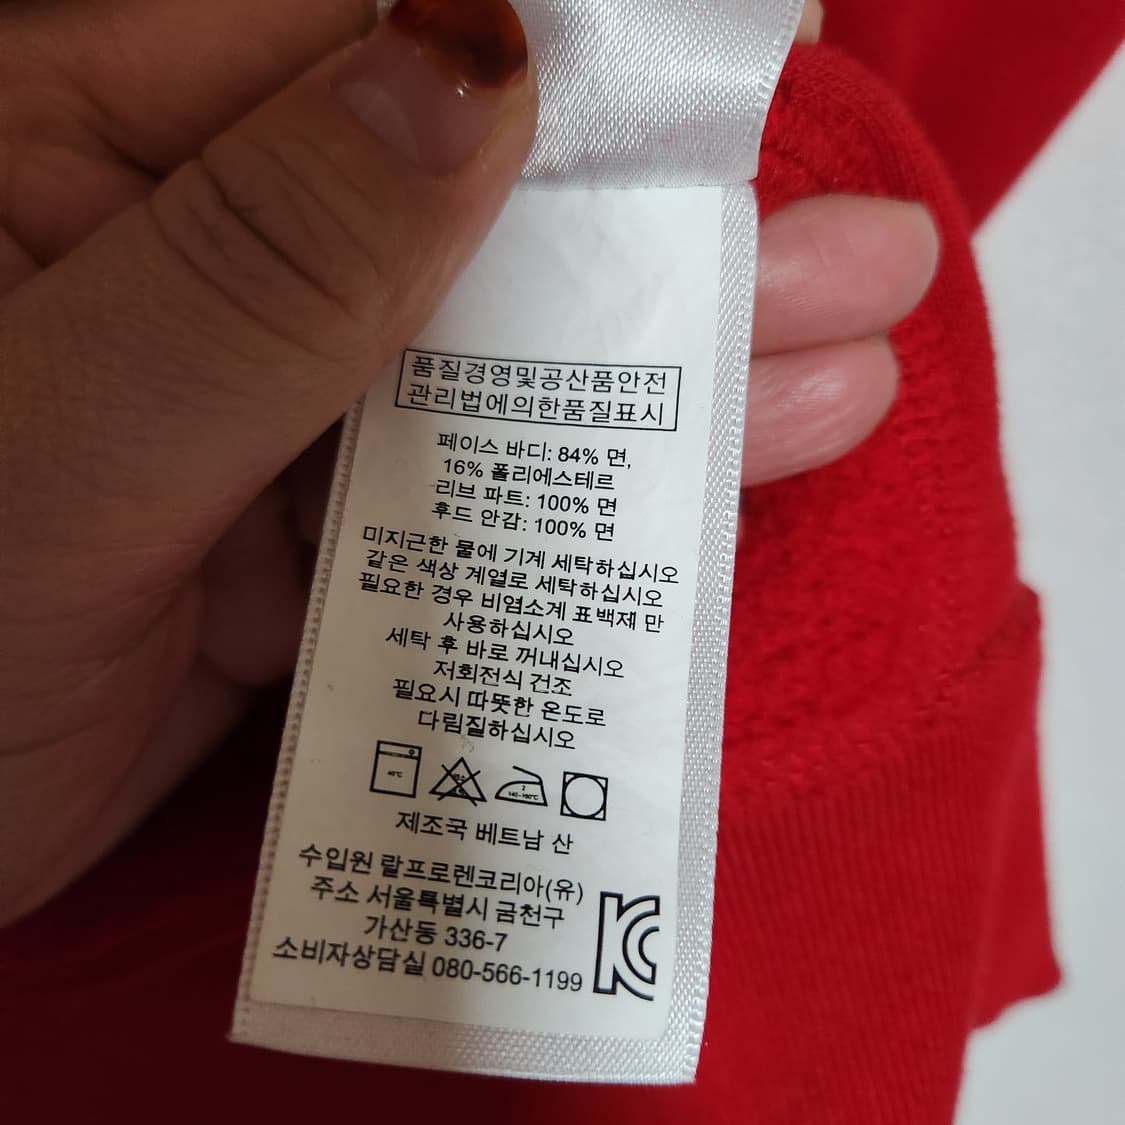 품질경영및공산품안전
관리법에의한품질표시
페이스 바디: 84% 면,
16% 폴리에스테르
리브 파트: 100% 면
후드 안감: 100% 면
미지근한 물에 기계 세탁하십시오
같은 색상 계열로 세탁하십시오
필요한 경우 비염소계 표백제 만
사용하십시오
세탁 후 바로 꺼내십시오
저회전식 건조
필요시 따뜻한 온도로
다림질하십시오
40℃ 2 140~160℃
제조국 베트남 산
수입원 랄프로렌코리아(유)
주소 서울특별시 금천구
가산동 336-7
소비자상담실 080-566-1199
KC